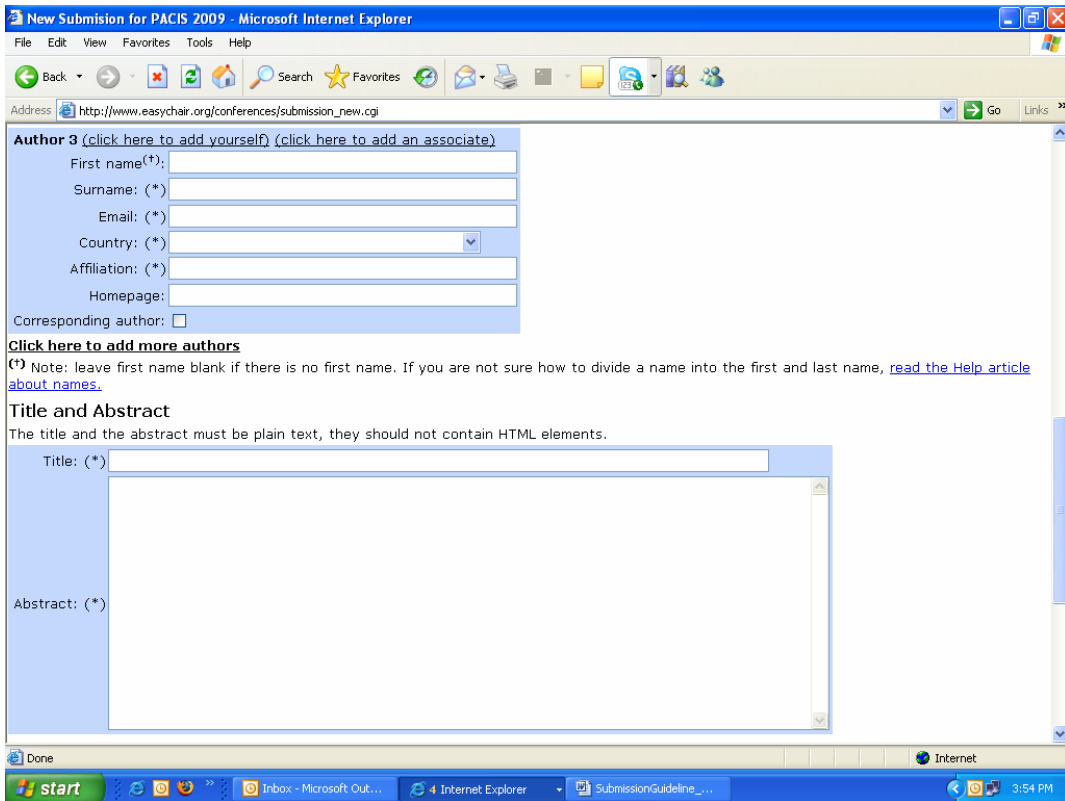 New Submision for PACIS 2009 - Microsoft Internet Explorer
File Edit View Favorites Tools Help
Back Search Favorites
Address http://www.easychair.org/conferences/submission_new.cgi Go Links »
Author 3 (click here to add yourself) (click here to add an associate)
First name(†):
Surname: (*)
Email: (*)
Country: (*)
Affiliation: (*)
Homepage:
Corresponding author:
Click here to add more authors
(†) Note: leave first name blank if there is no first name. If you are not sure how to divide a name into the first and last name, read the Help article
about names.
Title and Abstract
The title and the abstract must be plain text, they should not contain HTML elements.
Title: (*)
Abstract: (*)
Done Internet
start » Inbox - Microsoft Out... 4 Internet Explorer SubmissionGuideline_... 3:54 PM